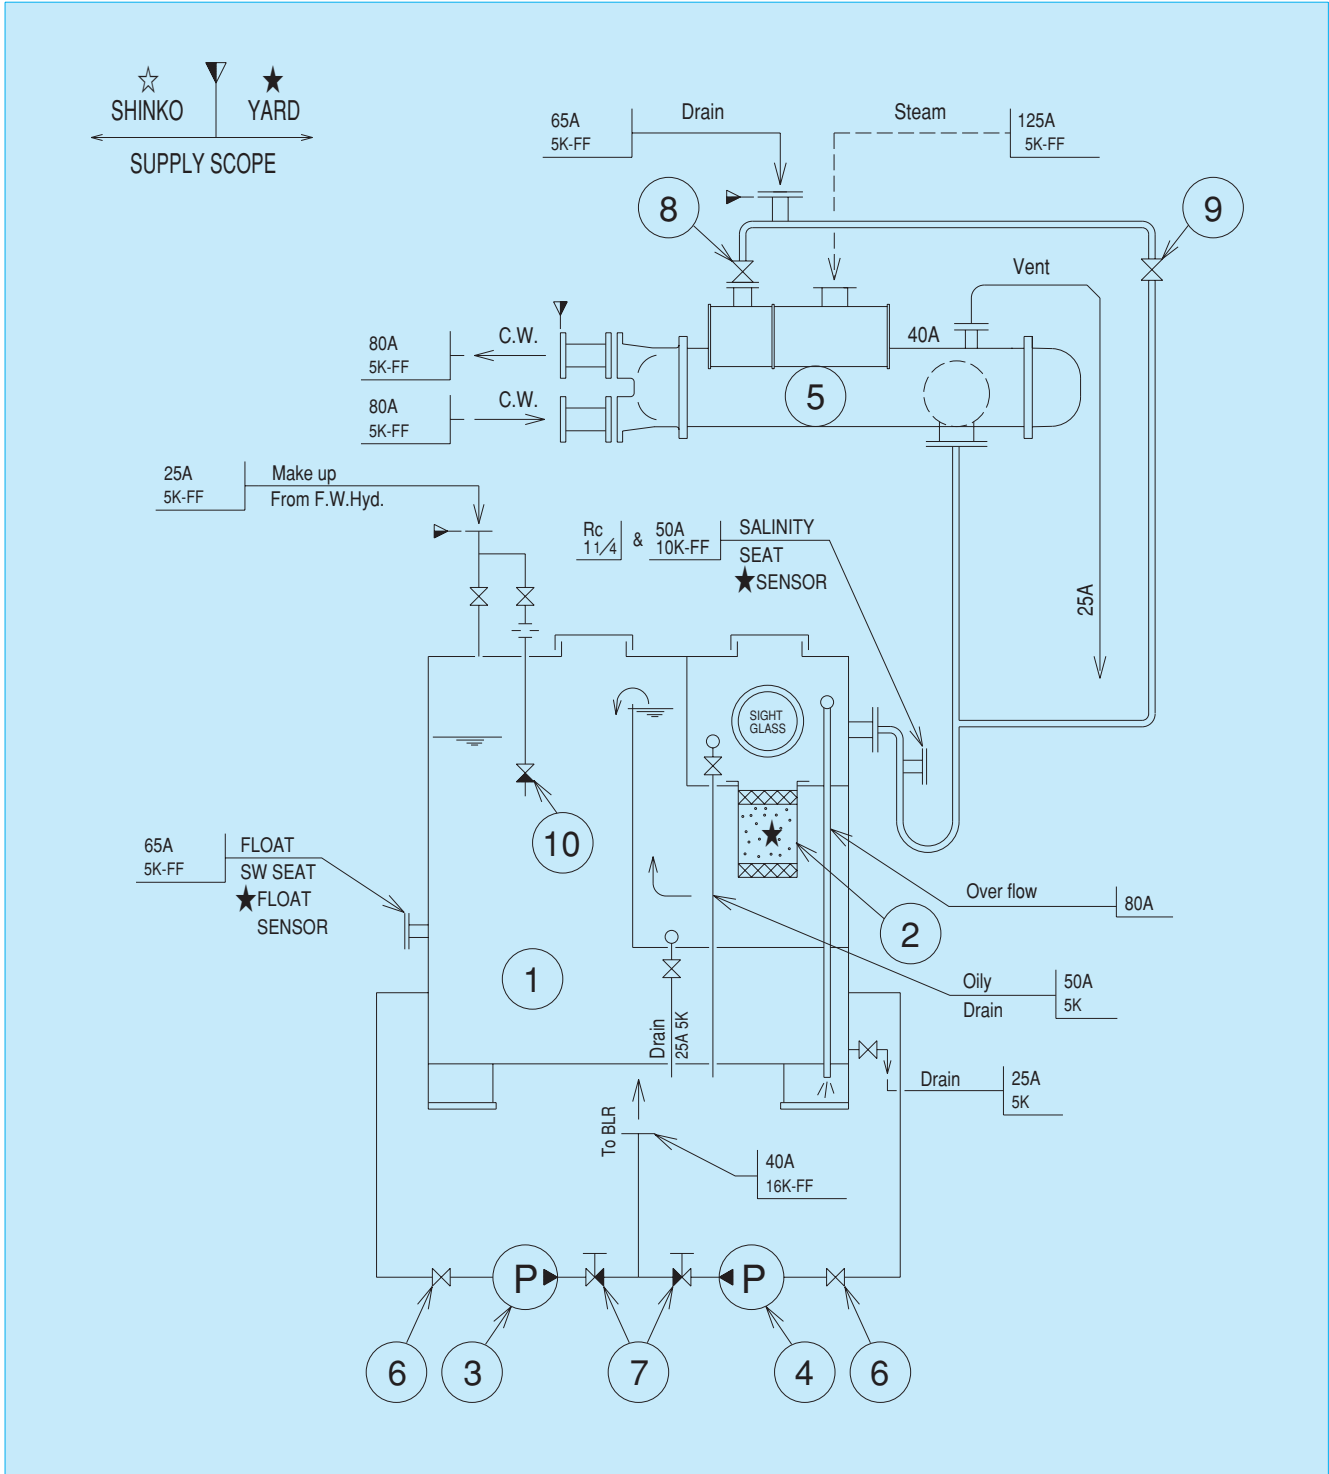 ☆ ★
SHINKO YARD
SUPPLY SCOPE
65A
5K-FF
Drain
Steam
125A
5K-FF
8
9
Vent
40A
80A
5K-FF
C.W.
80A
5K-FF
C.W.
5
25A
5K-FF
Make up
From F.W.Hyd.
Rc
1 1/4
&
50A
10K-FF
SALINITY
SEAT
★SENSOR
25A
SIGHT
GLASS
10
65A
5K-FF
FLOAT
SW SEAT
★FLOAT
SENSOR
★
2
Over flow
80A
1
Oily
Drain
50A
5K
Drain
25A 5K
Drain
25A
5K
To BLR
40A
16K-FF
P
P
6
3
7
4
6